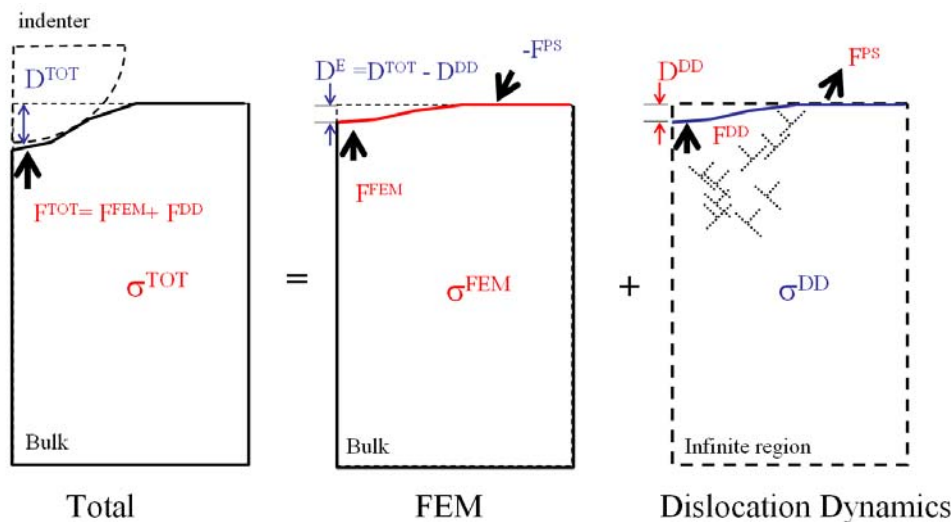 indenter
D^TOT
F^TOT= F^FEM+ F^DD
σ^TOT
Bulk
Total
=
D^E =D^TOT - D^DD
-F^PS
F^FEM
σ^FEM
Bulk
FEM
+
D^DD
F^PS
F^DD
σ^DD
Infinite region
Dislocation Dynamics